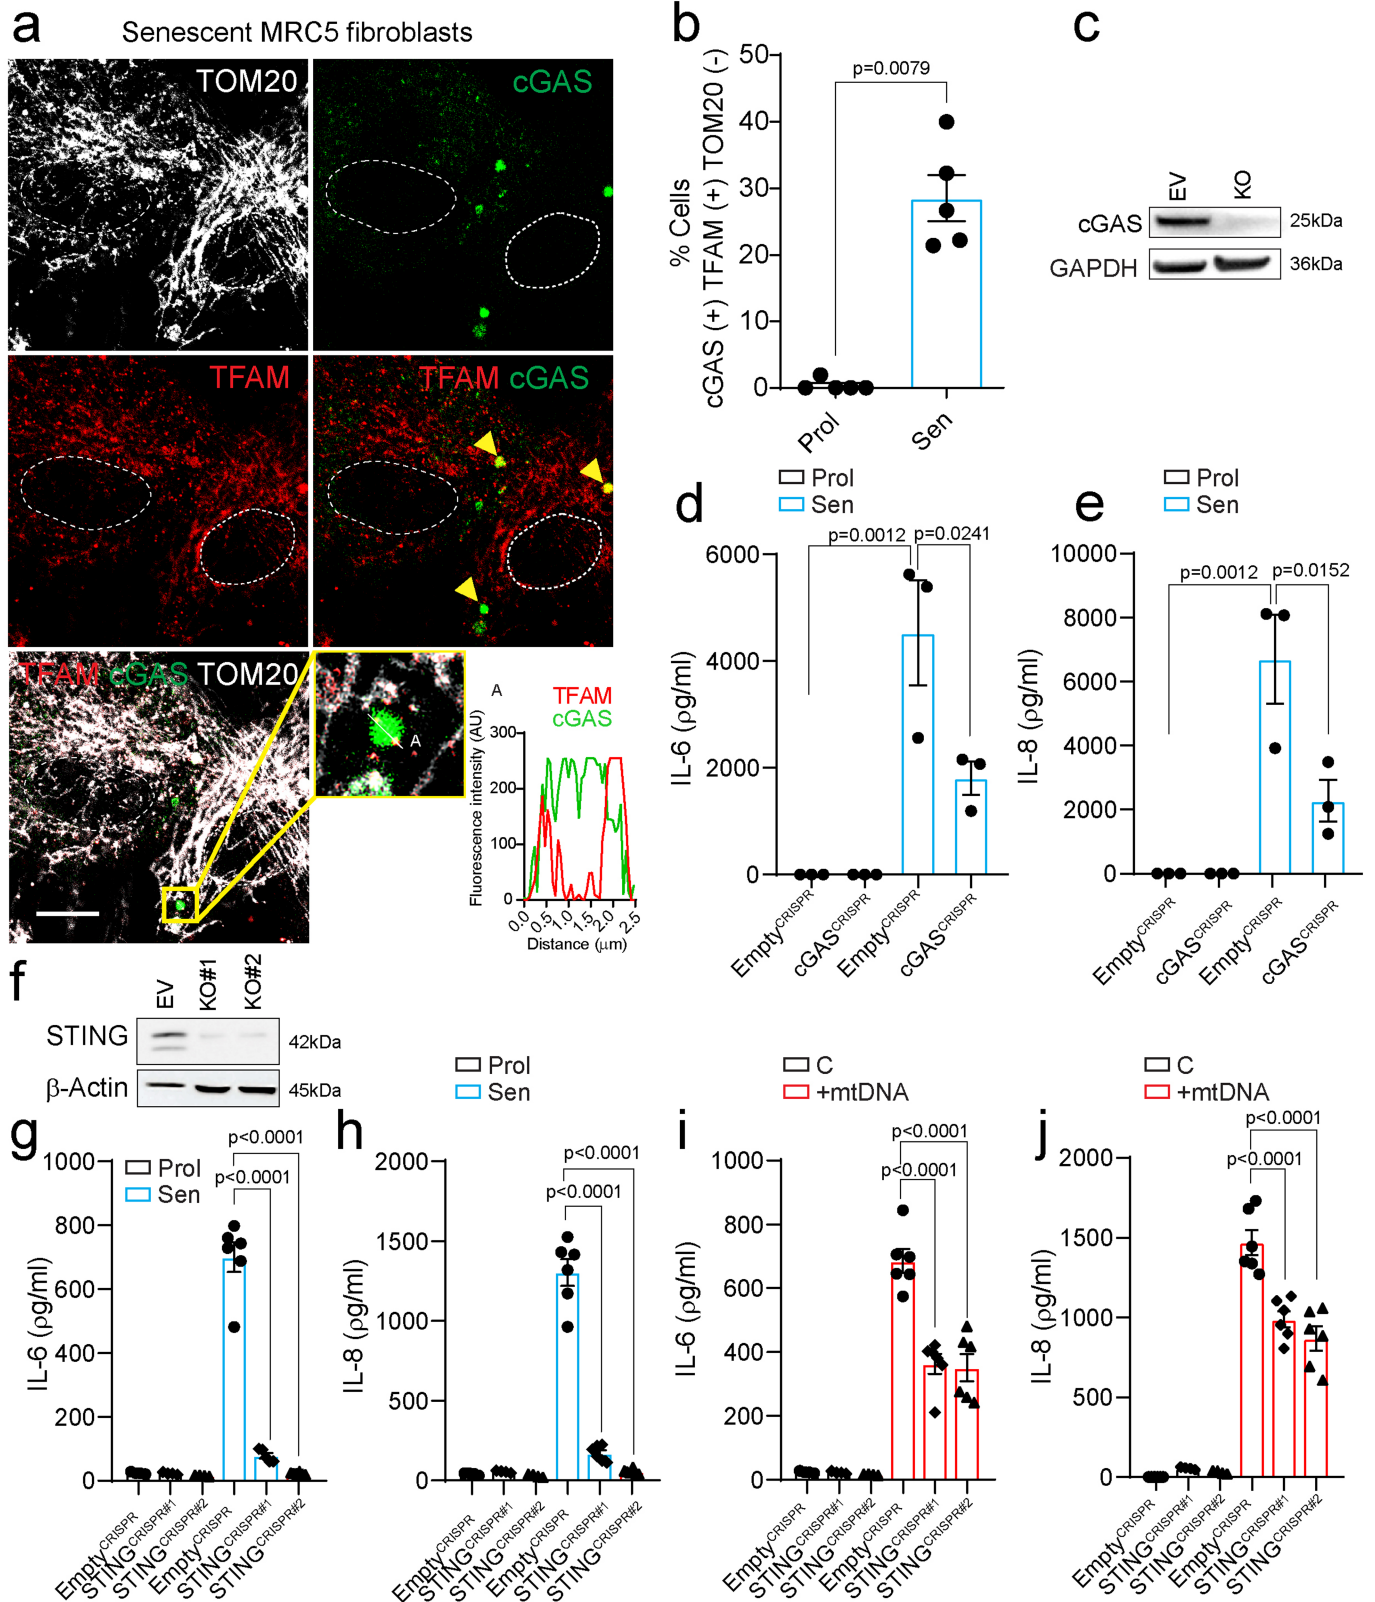 a
Senescent MRC5 fibroblasts
TOM20
cGAS
TFAM
TFAM cGAS
TFAM cGAS TOM20
A
A
TFAM
cGAS
Fluorescence intensity (AU)
300
200
100
0
0.0
0.5
1.0
1.5
2.0
2.5
Distance (μm)
b
% Cells
cGAS (+) TFAM (+) TOM20 (-)
50
40
30
20
10
0
p=0.0079
Prol
Sen
c
EV
KO
cGAS
25kDa
GAPDH
36kDa
d
Prol
Sen
IL-6 (ρg/ml)
6000
4000
2000
0
p=0.0012
p=0.0241
EmptyCRISPR
cGASCRISPR
EmptyCRISPR
cGASCRISPR
e
Prol
Sen
IL-8 (ρg/ml)
10000
8000
6000
4000
2000
0
p=0.0012
p=0.0152
EmptyCRISPR
cGASCRISPR
EmptyCRISPR
cGASCRISPR
f
EV
KO#1
KO#2
STING
42kDa
β-Actin
45kDa
g
Prol
Sen
IL-6 (ρg/ml)
1000
800
600
400
200
0
p<0.0001
p<0.0001
EmptyCRISPR
STINGCRISPR#1
STINGCRISPR#2
EmptyCRISPR
STINGCRISPR#1
STINGCRISPR#2
h
Prol
Sen
IL-8 (ρg/ml)
2000
1500
1000
500
0
p<0.0001
p<0.0001
EmptyCRISPR
STINGCRISPR#1
STINGCRISPR#2
EmptyCRISPR
STINGCRISPR#1
STINGCRISPR#2
i
C
+mtDNA
IL-6 (ρg/ml)
1000
800
600
400
200
0
p<0.0001
p<0.0001
EmptyCRISPR
STINGCRISPR#1
STINGCRISPR#2
EmptyCRISPR
STINGCRISPR#1
STINGCRISPR#2
j
C
+mtDNA
IL-8 (ρg/ml)
2000
1500
1000
500
0
p<0.0001
p<0.0001
EmptyCRISPR
STINGCRISPR#1
STINGCRISPR#2
EmptyCRISPR
STINGCRISPR#1
STINGCRISPR#2